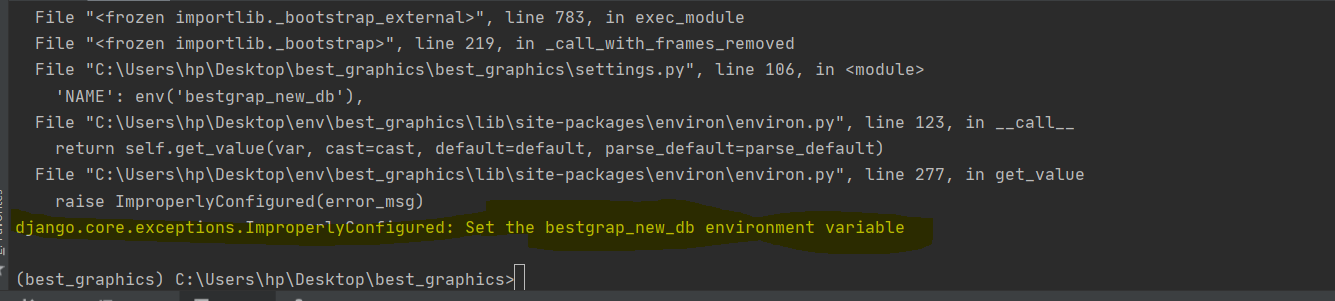 File "<frozen importlib._bootstrap_external>", line 783, in exec_module
File "<frozen importlib._bootstrap>", line 219, in _call_with_frames_removed
File "C:\Users\hp\Desktop\best_graphics\best_graphics\settings.py", line 106, in <module>
'NAME': env('bestgrap_new_db'),
File "C:\Users\hp\Desktop\env\best_graphics\lib\site-packages\environ\environ.py", line 123, in __call__
return self.get_value(var, cast=cast, default=default, parse_default=parse_default)
File "C:\Users\hp\Desktop\env\best_graphics\lib\site-packages\environ\environ.py", line 277, in get_value
raise ImproperlyConfigured(error_msg)
django.core.exceptions.ImproperlyConfigured: Set the bestgrap_new_db environment variable
(best_graphics) C:\Users\hp\Desktop\best_graphics>